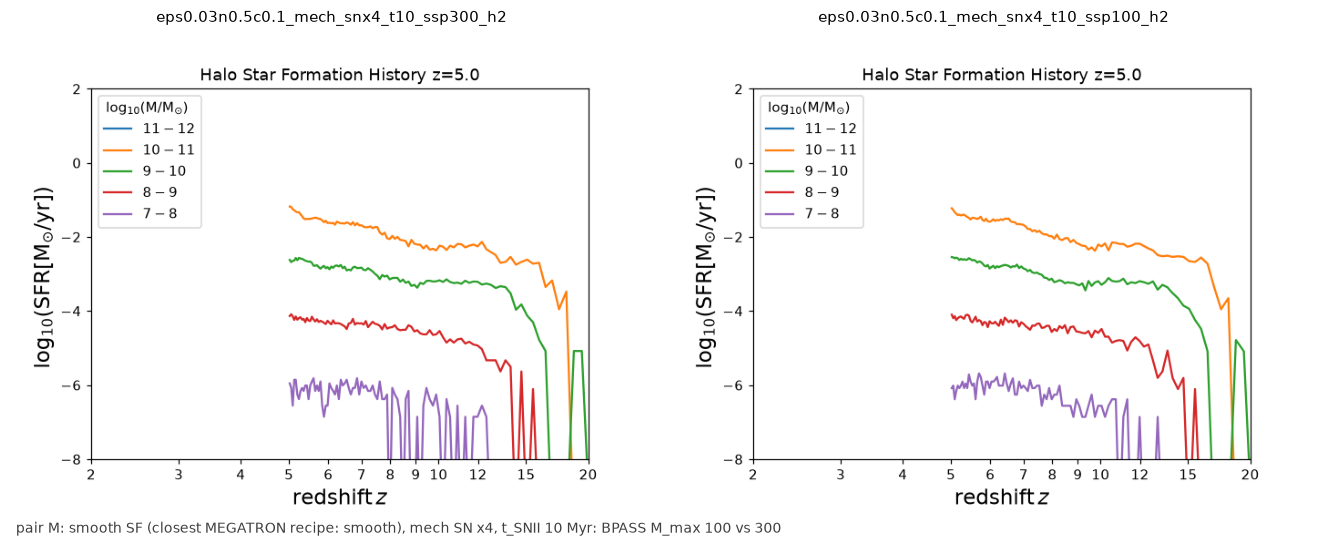 eps0.03n0.5c0.1_mech_snx4_t10_ssp300_h2
Halo Star Formation History z=5.0
log₁₀(M/M☉)
11 − 12
10 − 11
9 − 10
8 − 9
7 − 8
log₁₀(SFR[M☉/yr])
2
0
−2
−4
−6
−8
2 3 4 5 6 7 8 9 10 12 15 20
redshift z
eps0.03n0.5c0.1_mech_snx4_t10_ssp100_h2
Halo Star Formation History z=5.0
log₁₀(M/M☉)
11 − 12
10 − 11
9 − 10
8 − 9
7 − 8
log₁₀(SFR[M☉/yr])
2
0
−2
−4
−6
−8
2 3 4 5 6 7 8 9 10 12 15 20
redshift z
pair M: smooth SF (closest MEGATRON recipe: smooth), mech SN x4, t_SNII 10 Myr: BPASS M_max 100 vs 300